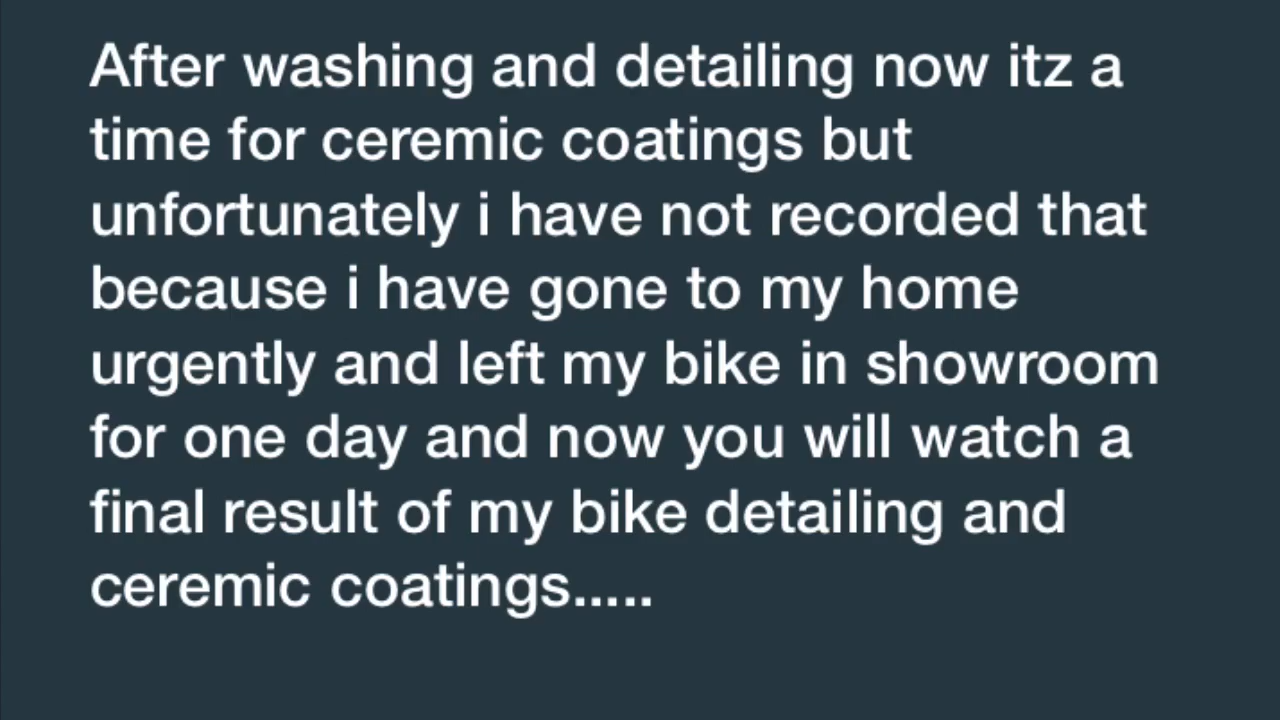 After washing and detailing now itz a
time for ceremic coatings but
unfortunately i have not recorded that
because i have gone to my home
urgently and left my bike in showroom
for one day and now you will watch a
final result of my bike detailing and
ceremic coatings.....